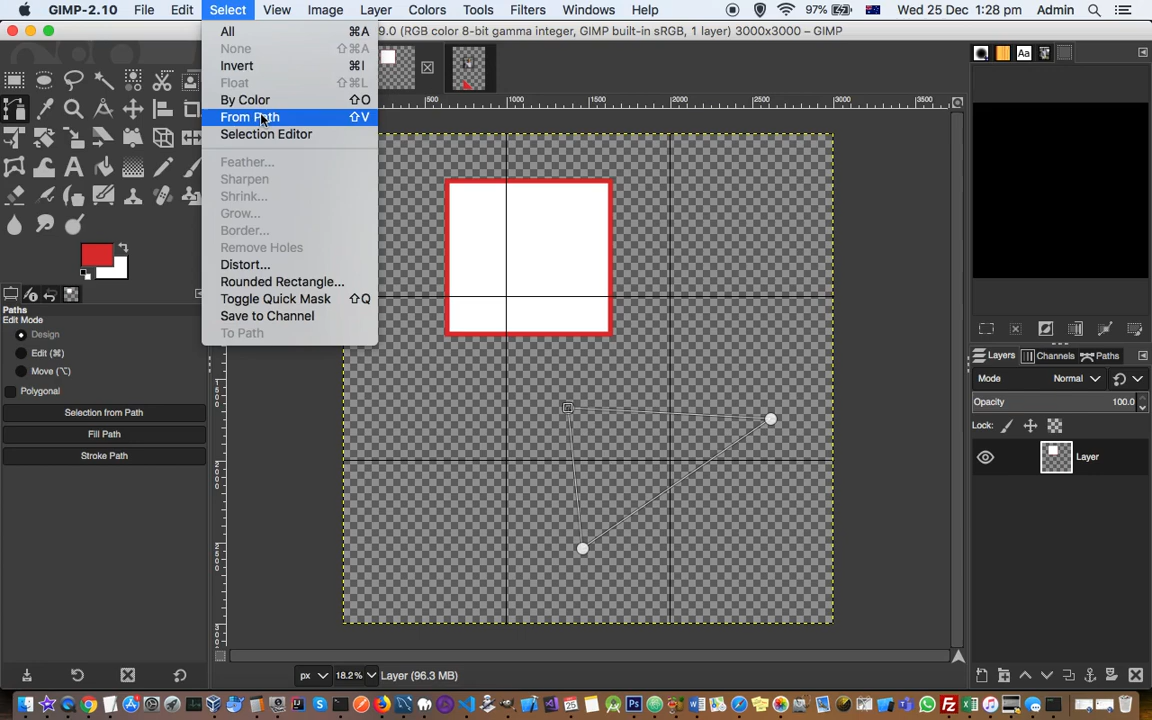 GIMP-2.10 File Edit Select View Image Layer Colors Tools Filters Windows Help 97% Wed 25 Dec 1:28 pm Admin
9.0 (RGB color 8-bit gamma integer, GIMP built-in sRGB, 1 layer) 3000x3000 – GIMP
All ⌘A
None ⇧⌘A
Invert ⌘I
Float ⇧⌘L
By Color ⇧O
From Path ⇧V
Selection Editor
Feather...
Sharpen
Shrink...
Grow...
Border...
Remove Holes
Distort...
Rounded Rectangle...
Toggle Quick Mask ⇧Q
Save to Channel
To Path
500 1000 1500 2000 2500 3000 3500
Paths
Edit Mode
Design
Edit (⌘)
Move (⌥)
Polygonal
Selection from Path
Fill Path
Stroke Path
Layers Channels Paths
Mode Normal
Opacity 100.0
Lock:
Layer
px 18.2% Layer (96.3 MB)